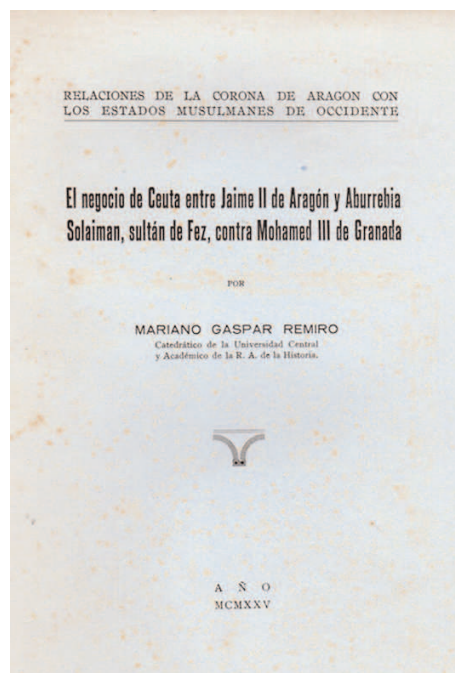 RELACIONES DE LA CORONA DE ARAGON CON
LOS ESTADOS MUSULMANES DE OCCIDENTE
El negocio de Ceuta entre Jaime II de Aragón y Aburrebia
Solaiman, sultán de Fez, contra Mohamed III de Granada
POR
MARIANO GASPAR REMIRO
Catedrático de la Universidad Central
y Académico de la R. A. de la Historia.
AÑO
MCMXXV